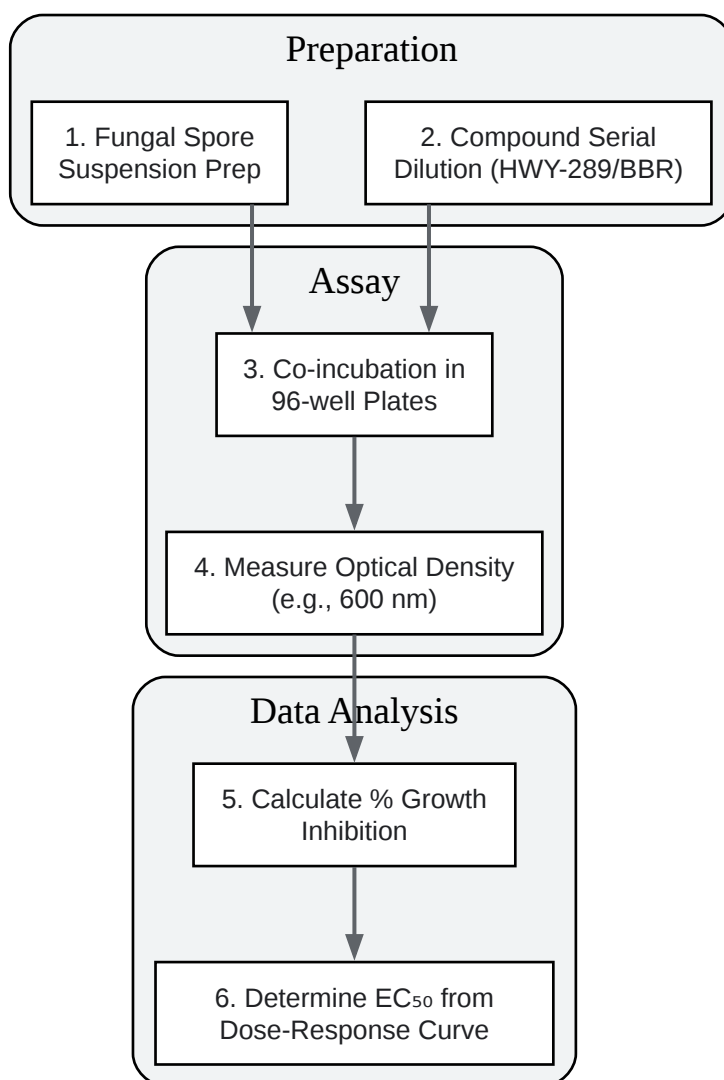 Preparation
1. Fungal Spore
Suspension Prep
2. Compound Serial
Dilution (HWY-289/BBR)
Assay
3. Co-incubation in
96-well Plates
4. Measure Optical Density
(e.g., 600 nm)
Data Analysis
5. Calculate % Growth
Inhibition
6. Determine EC₅₀ from
Dose-Response Curve